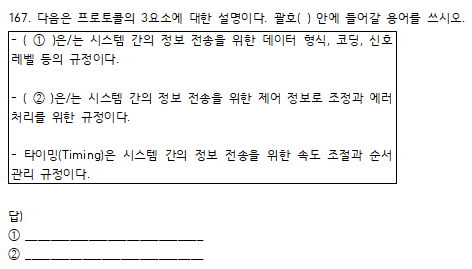 167. 다음은 프로토콜의 3요소에 대한 설명이다. 괄호( ) 안에 들어갈 용어를 쓰시오.
- ( ① )은/는 시스템 간의 정보 전송을 위한 데이터 형식, 코딩, 신호
레벨 등의 규정이다.
- ( ② )은/는 시스템 간의 정보 전송을 위한 제어 정보로 조정과 에러
처리를 위한 규정이다.
- 타이밍(Timing)은 시스템 간의 정보 전송을 위한 속도 조절과 순서
관리 규정이다.
답)
① ____________________________
② ____________________________